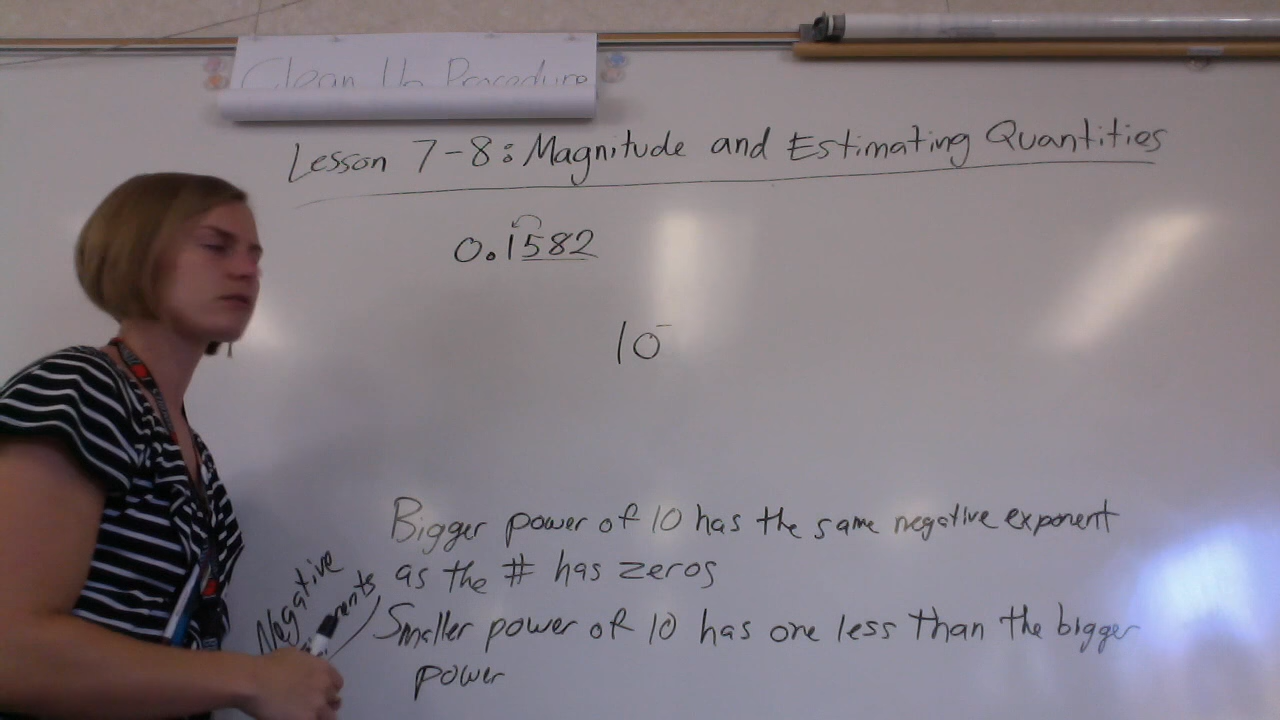 Clean Up Procedure
Lesson 7-8: Magnitude and Estimating Quantities
0.1582
10⁻
Bigger power of 10 has the same negative exponent
as the # has zeros
Smaller power of 10 has one less than the bigger
power
Negative